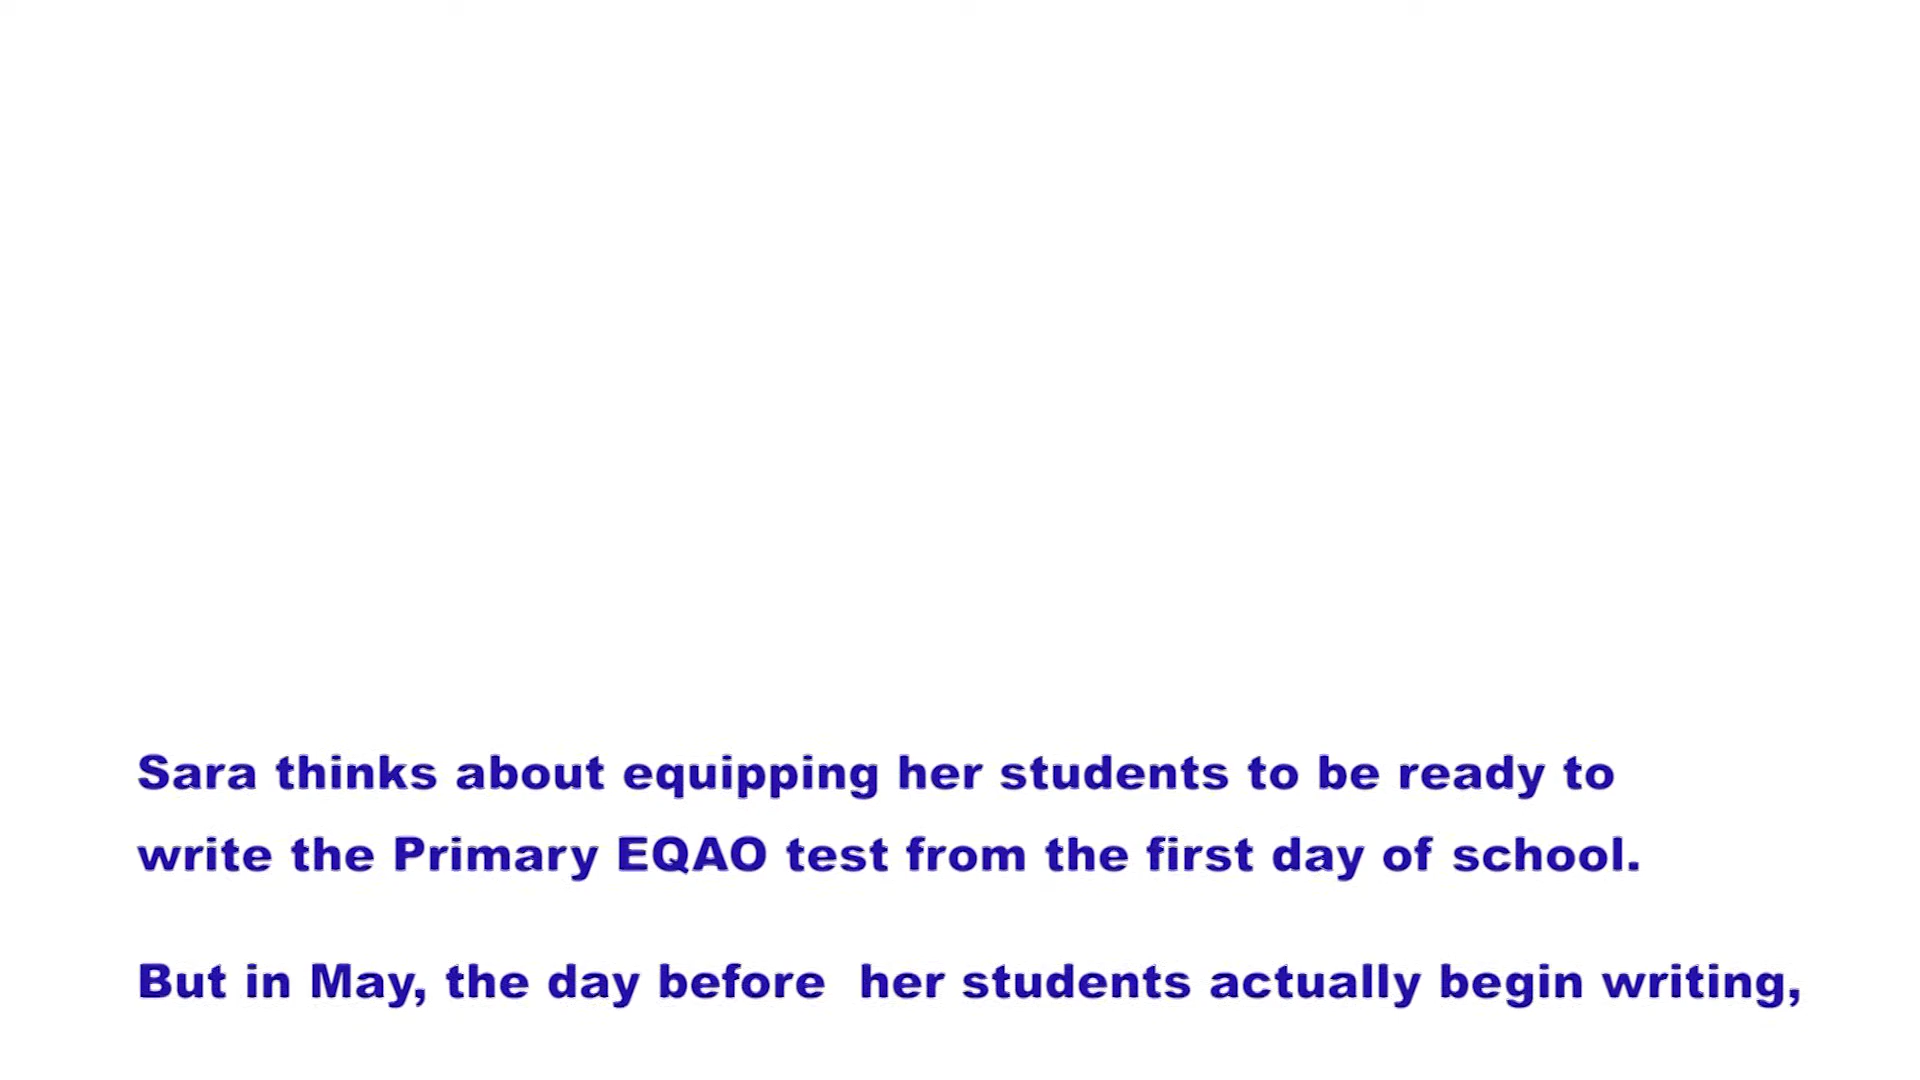 Sara thinks about equipping her students to be ready to
write the Primary EQAO test from the first day of school.
But in May, the day before  her students actually begin writing,